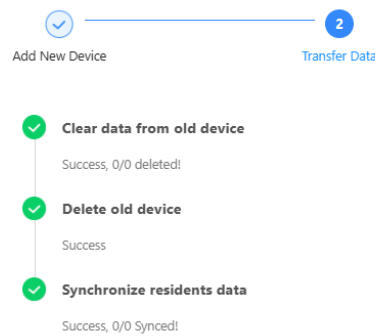 2
Add New Device
Transfer Data
Clear data from old device
Success, 0/0 deleted!
Delete old device
Success
Synchronize residents data
Success, 0/0 Synced!